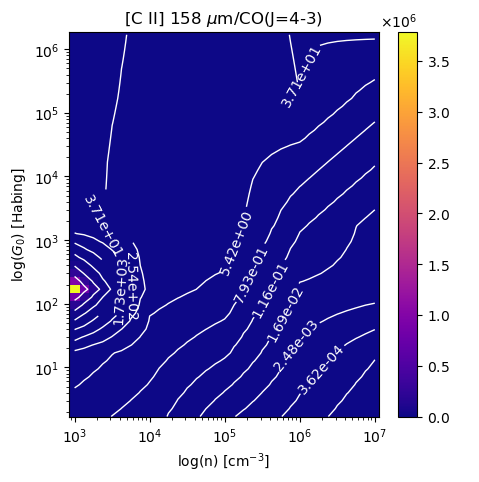 [C II] 158 μm/CO(J=4-3)
×10⁶
log(G₀) [Habing]
10⁶
10⁵
10⁴
10³
10²
10¹
3.71e+01
3.71e+01
2.54e+02
1.73e+03
5.42e+00
7.93e-01
1.16e-01
1.69e-02
2.48e-03
3.62e-04
3.5
3.0
2.5
2.0
1.5
1.0
0.5
0.0
10³
10⁴
10⁵
10⁶
10⁷
log(n) [cm⁻³]